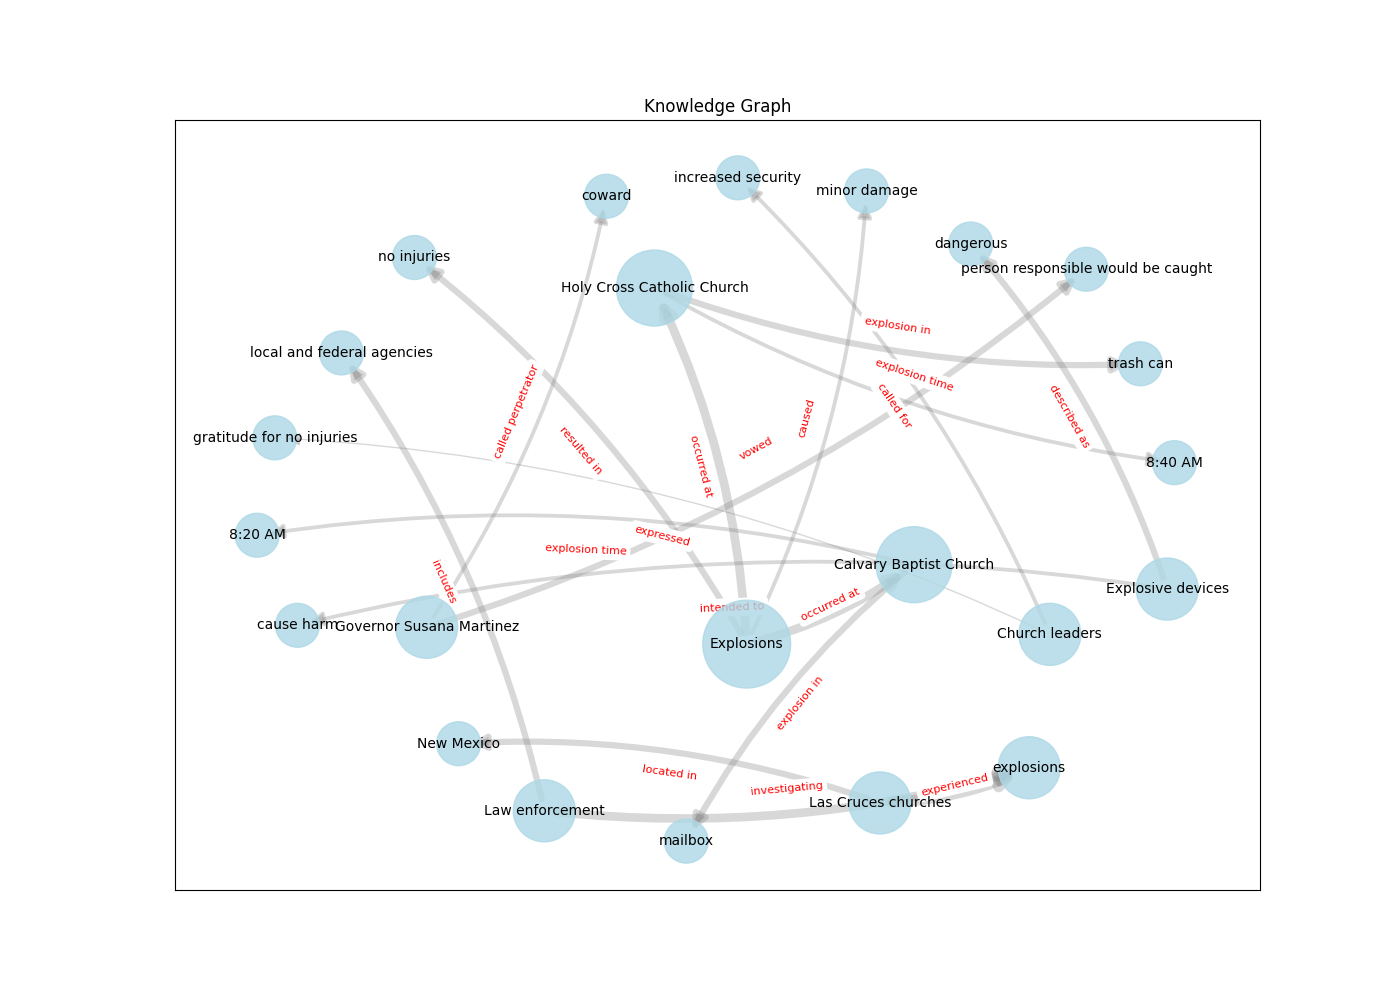 Knowledge Graph
increased security
minor damage
coward
dangerous
no injuries
person responsible would be caught
Holy Cross Catholic Church
explosion in
local and federal agencies
trash can
explosion time
called for
called perpetrator
caused
described as
gratitude for no injuries
resulted in
vowed
occurred at
8:40 AM
8:20 AM
expressed
explosion time
Calvary Baptist Church
includes
Explosive devices
occurred at
intended to
cause harm
Governor Susana Martinez
Church leaders
Explosions
explosion in
New Mexico
located in
explosions
investigating
experienced
Las Cruces churches
Law enforcement
mailbox